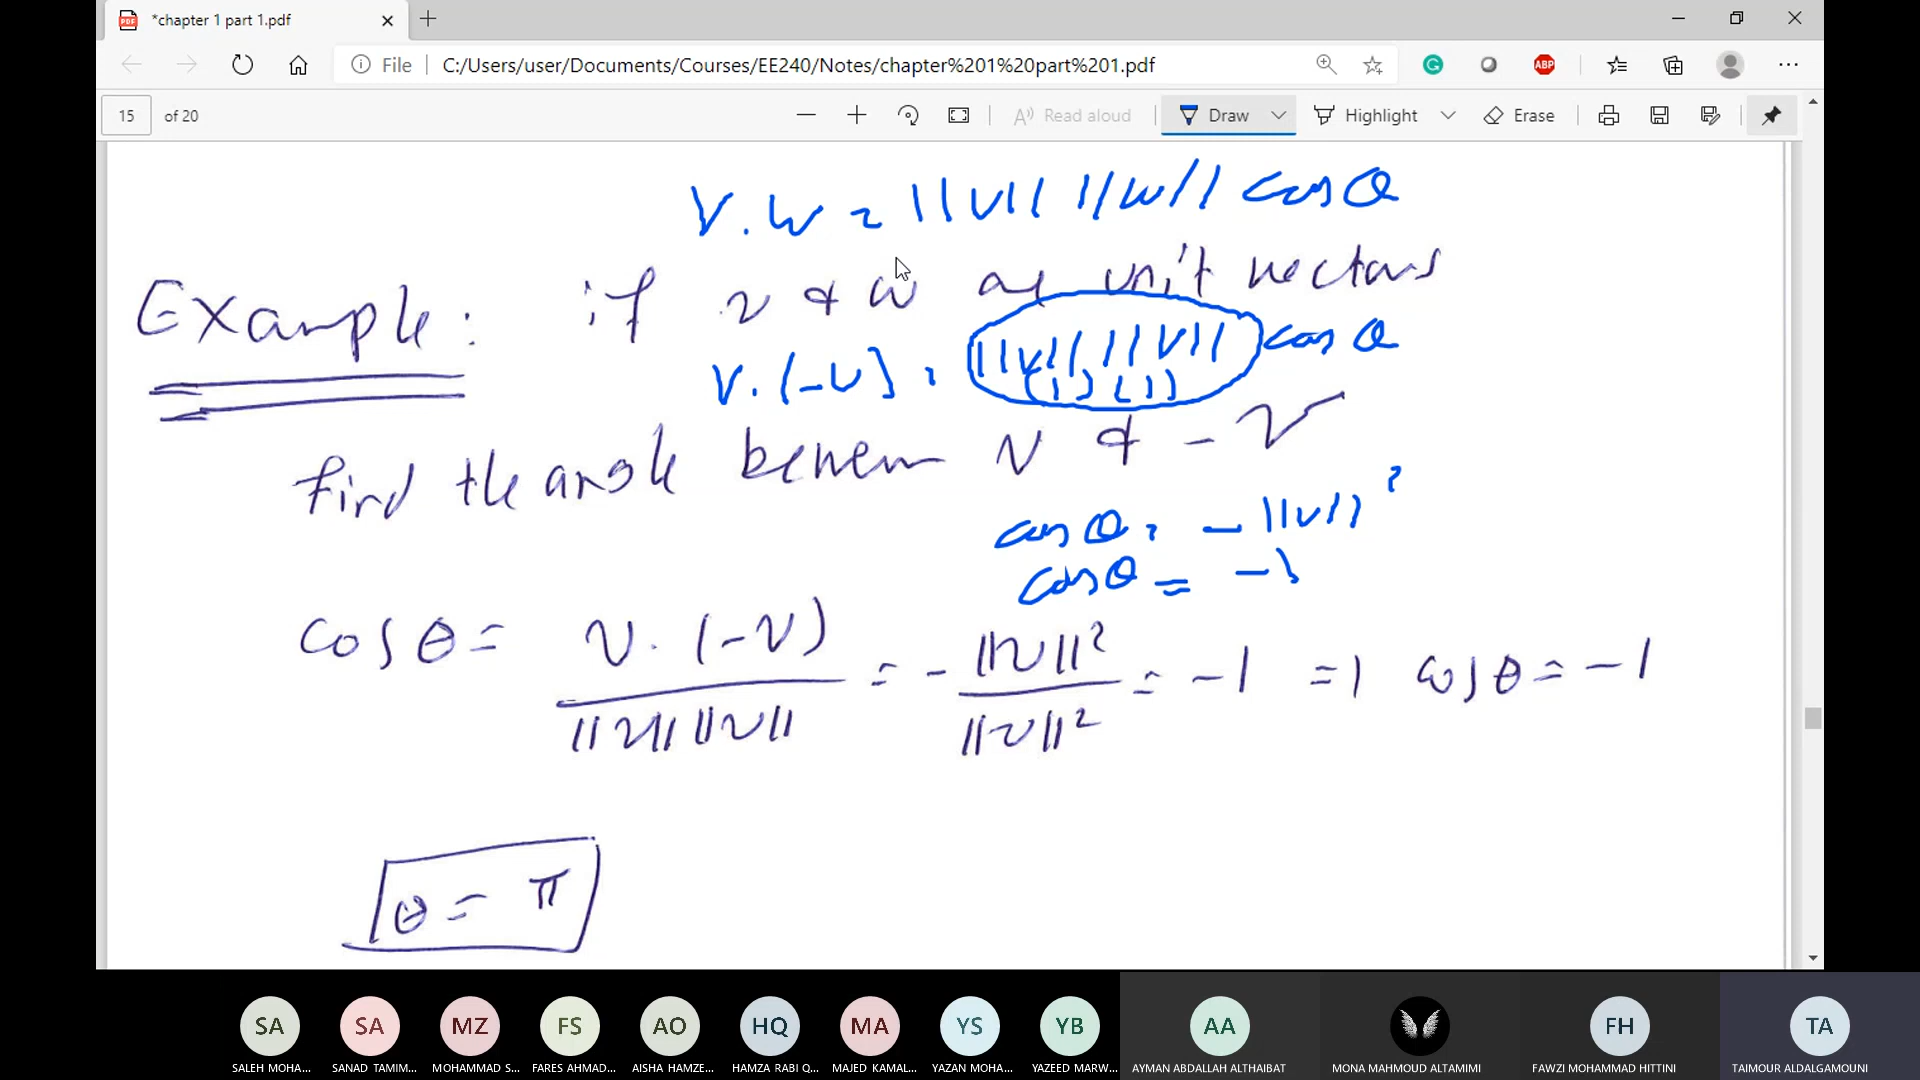 *chapter 1 part 1.pdf
File C:/Users/user/Documents/Courses/EE240/Notes/chapter%201%20part%201.pdf
ABP
15 of 20 Read aloud Draw Highlight Erase
V.W = ||V|| ||W|| cos θ
Example: if v & w are unit vectors
V.(-V) = ||V|| ||V|| cos θ
(1) (1)
find the angle between v & -v
cos θ = - ||V||²
cos θ = -1
cos θ = v.(-v) / ||v|| ||v|| = - ||v||² / ||v||² = -1 => cos θ = -1
θ = π
SA SA MZ FS AO HQ MA YS YB AA FH TA
SALEH MOHA... SANAD TAMIM... MOHAMMAD S... FARES AHMAD... AISHA HAMZE... HAMZA RABI Q... MAJED KAMAL... YAZAN MOHA... YAZEED MARW... AYMAN ABDALLAH ALTHAIBAT MONA MAHMOUD ALTAMIMI FAWZI MOHAMMAD HITTINI TAIMOUR ALDALGAMOUNI